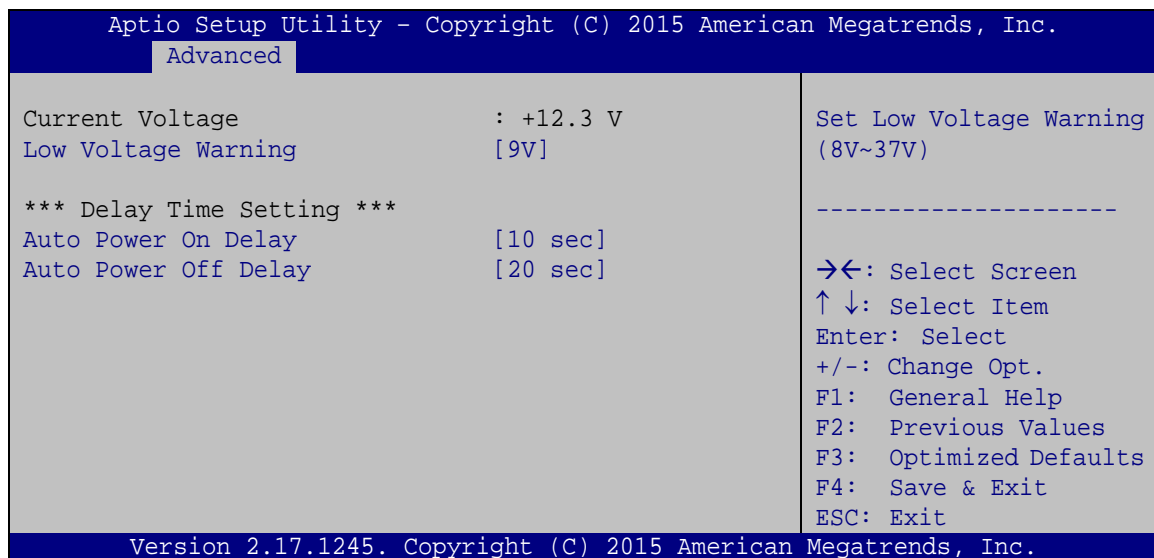 Aptio Setup Utility – Copyright (C) 2015 American Megatrends, Inc.
Advanced
Current Voltage : +12.3 V
Low Voltage Warning [9V]
*** Delay Time Setting ***
Auto Power On Delay [10 sec]
Auto Power Off Delay [20 sec]
Set Low Voltage Warning
(8V~37V)
----------------------
→←: Select Screen
↑ ↓: Select Item
Enter: Select
+/-: Change Opt.
F1: General Help
F2: Previous Values
F3: Optimized Defaults
F4: Save & Exit
ESC: Exit
Version 2.17.1245. Copyright (C) 2015 American Megatrends, Inc.